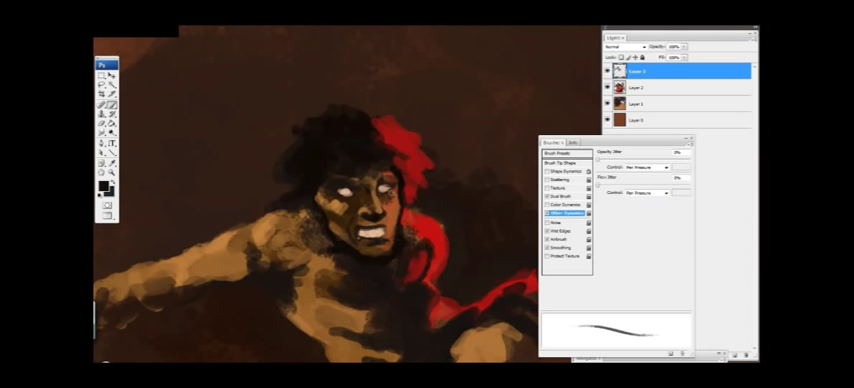 Ps
Layers
Normal
Opacity: 100%
Lock:
Fill: 100%
Layer 3
Layer 2
Layer 1
Layer 0
Brushes
Info
Brush Presets
Brush Tip Shape
Shape Dynamics
Scattering
Texture
Dual Brush
Color Dynamics
Other Dynamics
Noise
Wet Edges
Airbrush
Smoothing
Protect Texture
Opacity Jitter
0%
Control: Pen Pressure
Flow Jitter
0%
Control: Pen Pressure